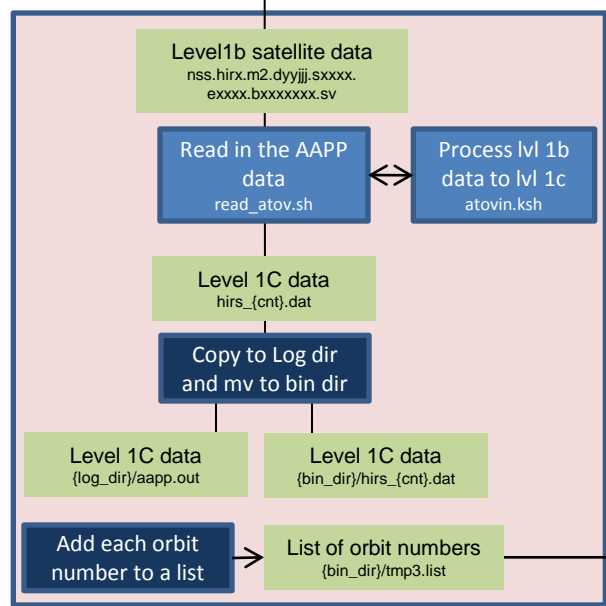 Level1b satellite data
nss.hirx.m2.dyyjjj.sxxxx.
exxxx.bxxxxxxx.sv
Read in the AAPP
data
read_atov.sh
Process lvl 1b
data to lvl 1c
atovin.ksh
Level 1C data
hirs_{cnt}.dat
Copy to Log dir
and mv to bin dir
Level 1C data
{log_dir}/aapp.out
Level 1C data
{bin_dir}/hirs_{cnt}.dat
Add each orbit
number to a list
List of orbit numbers
{bin_dir}/tmp3.list